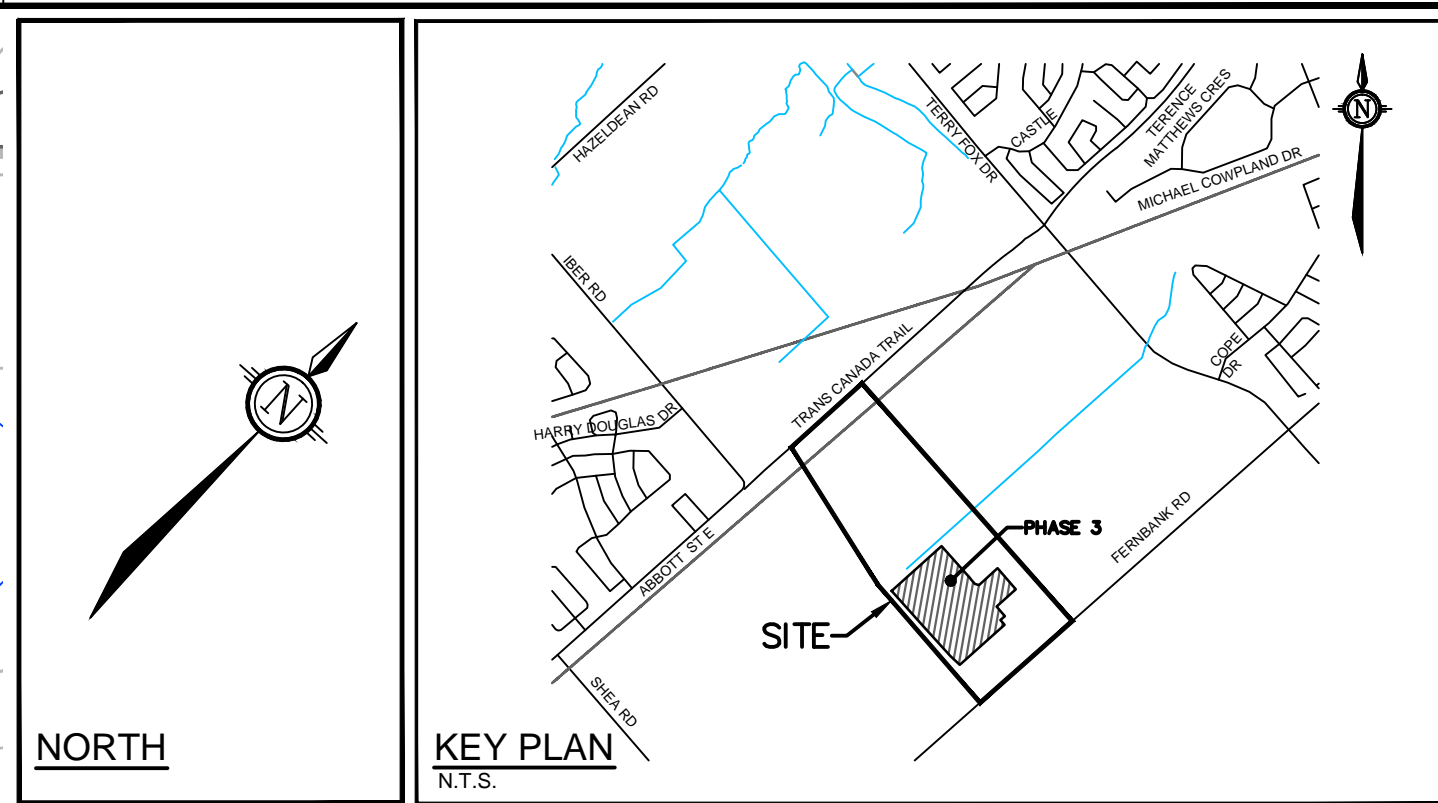 N
NORTH
HAZELDEAN RD
TERRY FOX DR
CASTLE
TERENCE
MATTHEWS CRES
MICHAEL COWPLAND DR
N
IBER RD
TRANS CANADA TRAIL
COPE
DR
HARRY DOUGLAS DR
ABBOTT ST E
PHASE 3
FERNBANK RD
SITE
SHEA RD
KEY PLAN
N.T.S.